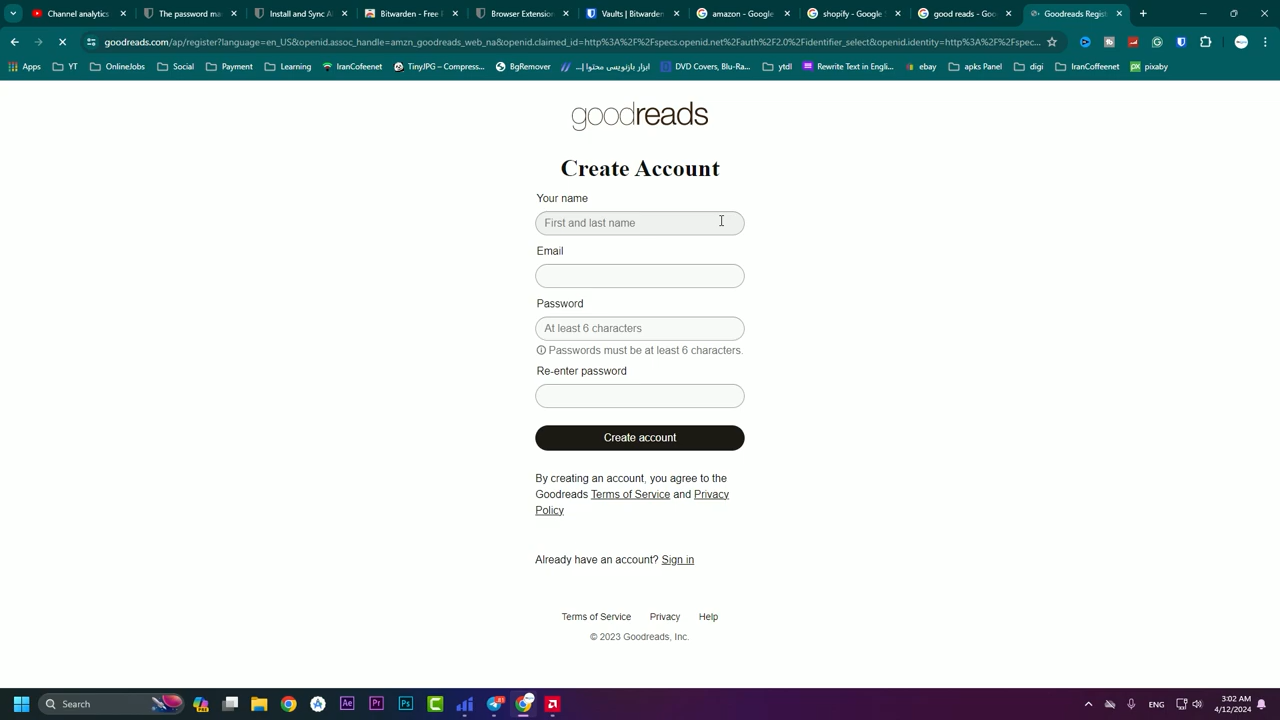 Channel analytics
The password ma
Install and Sync A
Bitwarden - Free
Browser Extension
Vaults | Bitwarden
amazon - Google
shopify - Google
good reads - Goo
Goodreads Regist
goodreads.com/ap/register?language=en_US&openid.assoc_handle=amzn_goodreads_web_na&openid.claimed_id=http%3A%2F%2Fspecs.openid.net%2Fauth%2F2.0%2Fidentifier_select&openid.identity=http%3A%2F%2Fspec...
Apps YT OnlineJobs Social Payment Learning IranCofeenet TinyJPG – Compress... BgRemover ابزار بازنویسی محتوا |... DVD Covers, Blu-Ra... ytdl Rewrite Text in Engli... ebay apks Panel digi IranCoffeenet pixaby
goodreads
Create Account
Your name
First and last name
Email
Password
At least 6 characters
Passwords must be at least 6 characters.
Re-enter password
Create account
By creating an account, you agree to the
Goodreads Terms of Service and Privacy
Policy
Already have an account? Sign in
Terms of Service Privacy Help
© 2023 Goodreads, Inc.
Search
ENG
3:02 AM
4/12/2024